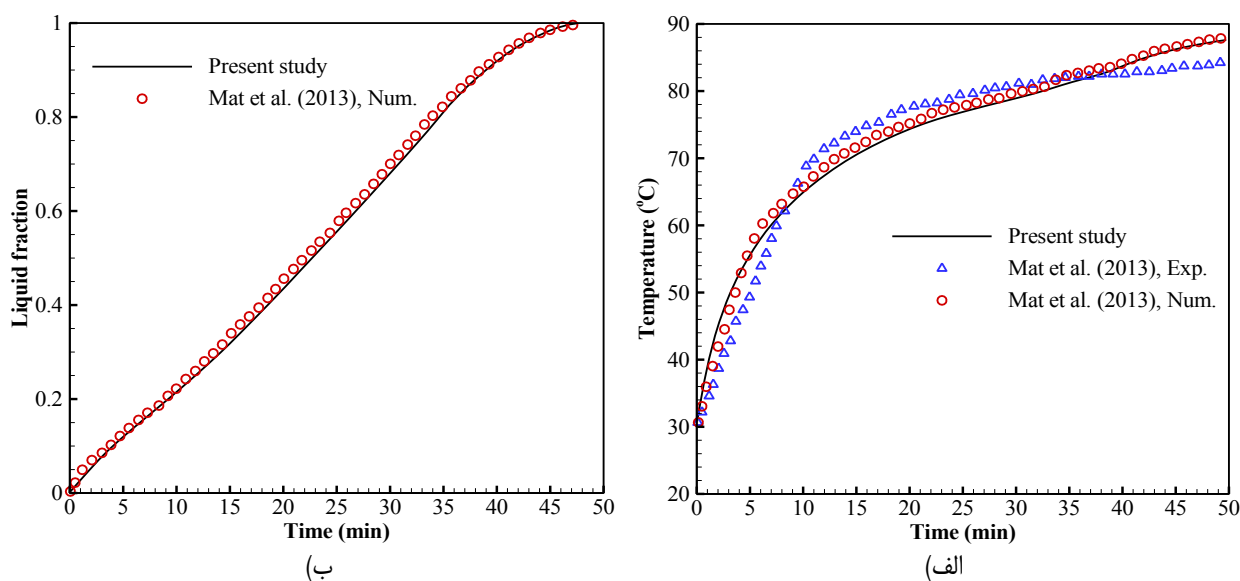 1
0.8
0.6
0.4
0.2
0
Liquid fraction
Present study
Mat et al. (2013), Num.
0 5 10 15 20 25 30 35 40 45 50
Time (min)
ب)
90
80
70
60
50
40
30
20
Temperature (°C)
Present study
Mat et al. (2013), Exp.
Mat et al. (2013), Num.
0 5 10 15 20 25 30 35 40 45 50
Time (min)
الف)